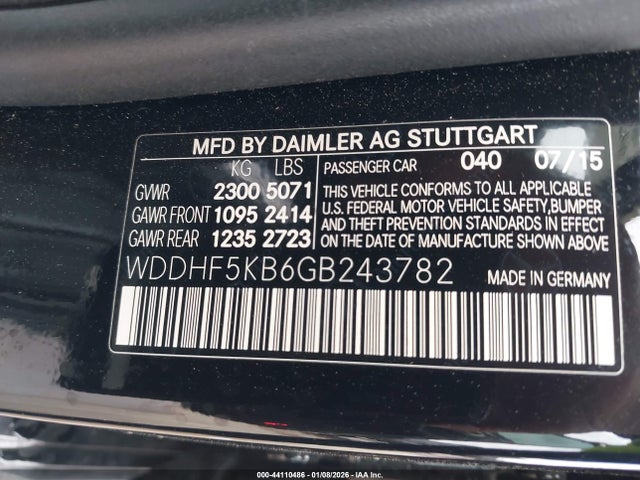 MFD BY DAIMLER AG STUTTGART
KG LBS
GVWR 2300 5071
GAWR FRONT 1095 2414
GAWR REAR 1235 2723
PASSENGER CAR 040 07/15
THIS VEHICLE CONFORMS TO ALL APPLICABLE
U.S. FEDERAL MOTOR VEHICLE SAFETY,BUMPER
AND THEFT PREVENTION STANDARDS IN EFFECT
ON THE DATE OF MANUFACTURE SHOWN ABOVE.
WDDHF5KB6GB243782
MADE IN GERMANY
000-44110486 - 01/08/2026 - IAA, Inc.